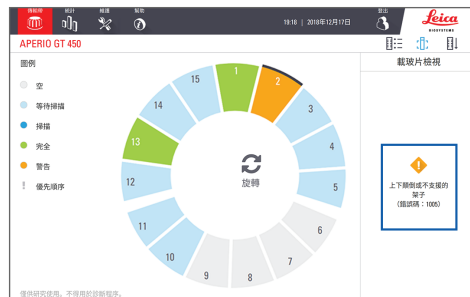 掃描器 統計 維護 幫助
19:18 | 2018年12月17日
登出
Leica
BIOSYSTEMS
APERIO GT 450
圖例
空
等待掃描
掃描
完全
警告
優先順序
1
2
3
4
5
6
7
8
9
10
11
12
13
14
15
旋轉
載玻片檢視
上下顛倒或不支援的
架子
(錯誤碼：1005)
僅供研究使用。不得用於診斷程序。